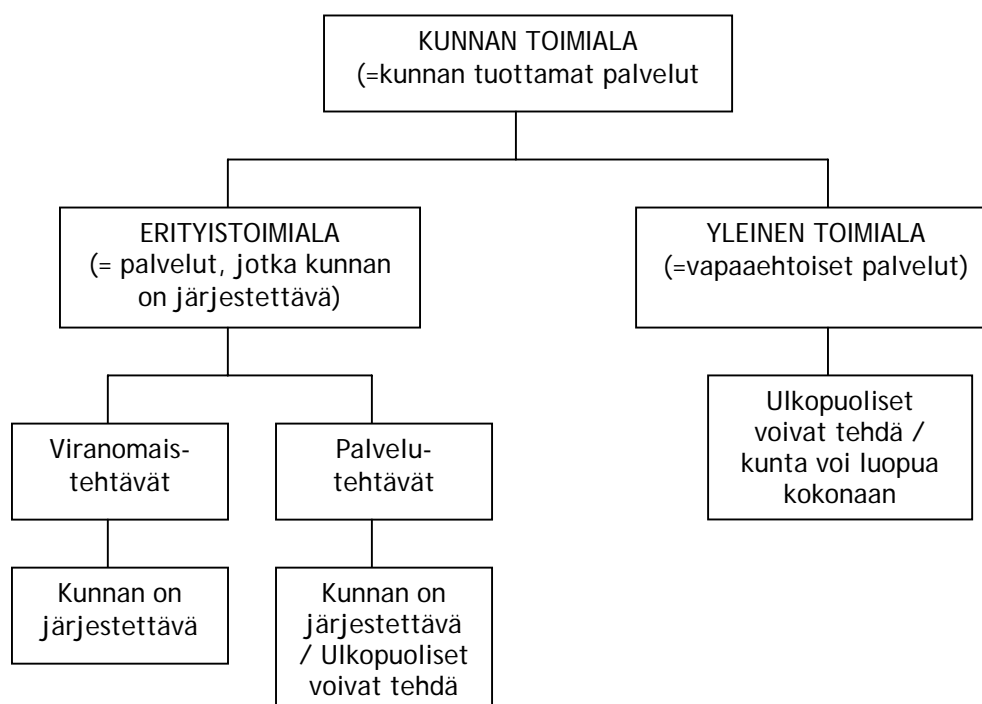 KUNNAN TOIMIALA
(=kunnan tuottamat palvelut
ERITYISTOIMIALA
(= palvelut, jotka kunnan
on järjestettävä)
YLEINEN TOIMIALA
(=vapaaehtoiset palvelut)
Viranomais-
tehtävät
Palvelu-
tehtävät
Ulkopuoliset
voivat tehdä /
kunta voi luopua
kokonaan
Kunnan on
järjestettävä
Kunnan on
järjestettävä
/ Ulkopuoliset
voivat tehdä